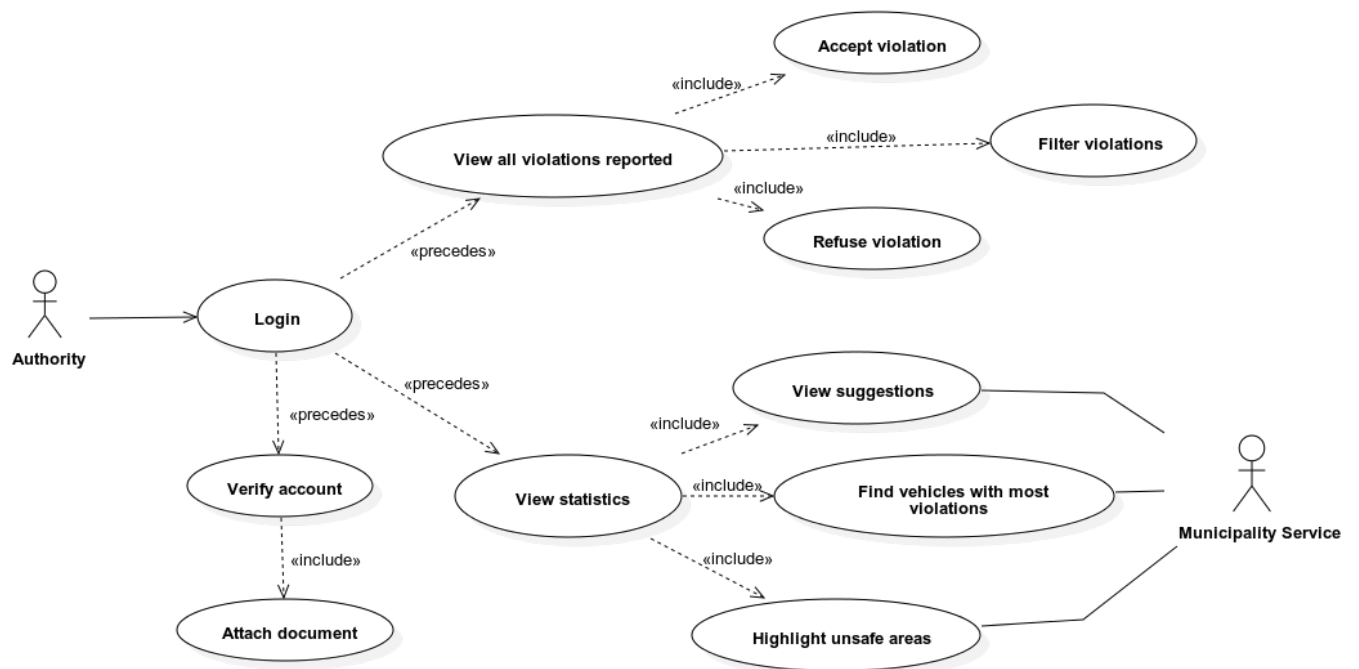 Accept violation
«include»
View all violations reported
«include»
Filter violations
«include»
Refuse violation
«precedes»
Login
Authority
«precedes»
View suggestions
«precedes»
«include»
Verify account
View statistics
«include»
Find vehicles with most
violations
Municipality Service
«include»
«include»
Attach document
Highlight unsafe areas